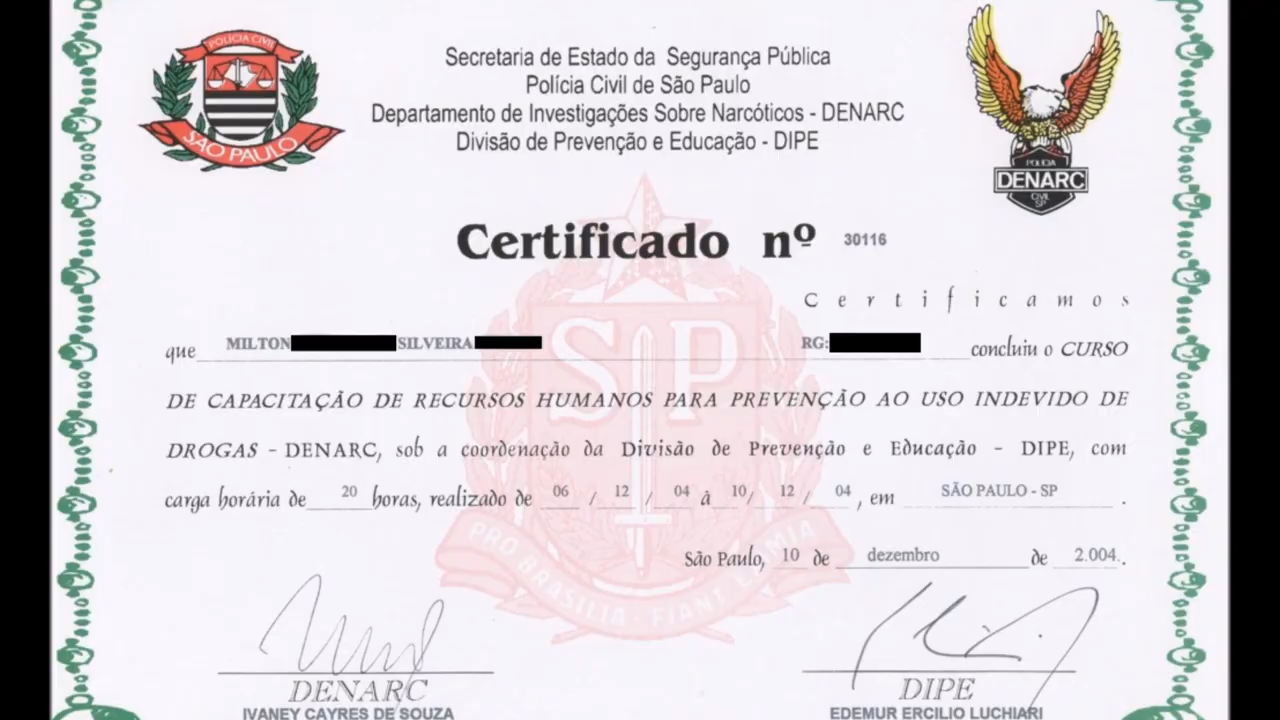 POLÍCIA CIVIL
SÃO PAULO
Secretaria de Estado da Segurança Pública
Polícia Civil de São Paulo
Departamento de Investigações Sobre Narcóticos - DENARC
Divisão de Prevenção e Educação - DIPE
POLÍCIA
DENARC
CIVIL
SP
Certificado nº 30116
Certificamos
que MILTON SILVEIRA RG: concluiu o CURSO
DE CAPACITAÇÃO DE RECURSOS HUMANOS PARA PREVENÇÃO AO USO INDEVIDO DE
DROGAS - DENARC, sob a coordenação da Divisão de Prevenção e Educação - DIPE, com
carga horária de 20 horas, realizado de 06 / 12 / 04 à 10 / 12 / 04 , em SÃO PAULO - SP .
São Paulo, 10 de dezembro de 2.004.
SP
PRO BRASILIA FIANT EXIMIA
DENARC
IVANEY CAYRES DE SOUZA
DIPE
EDEMUR ERCILIO LUCHIARI